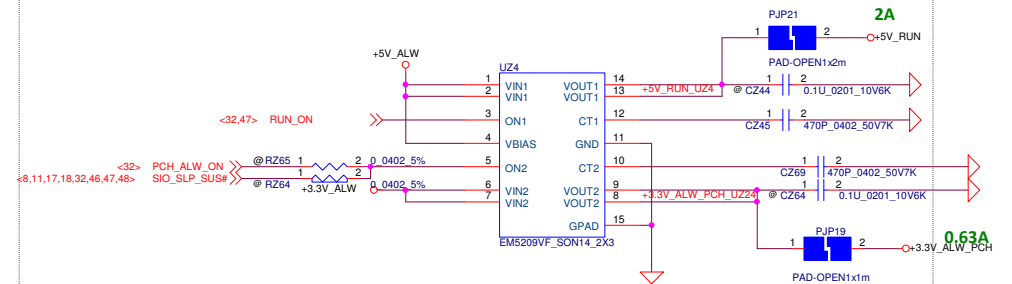 PJP21
2A
1 2
+5V_RUN
PAD-OPEN1x2m
+5V_ALW
UZ4
1 VIN1 VOUT1 14
2 VIN1 VOUT1 13
+5V_RUN_UZ4
@ CZ44 1 2 0.1U_0201_10V6K
<32,47> RUN_ON
3 ON1 CT1 12
CZ45 1 2 470P_0402_50V7K
4 VBIAS GND 11
<32> PCH_ALW_ON
@ RZ65 1 2 0_0402_5%
5 ON2 CT2 10
CZ69 1 2 470P_0402_50V7K
<8,11,17,18,32,46,47,48> SIO_SLP_SUS#
@ RZ64 1 2 0_0402_5%
+3.3V_ALW
6 VIN2 VOUT2 9
7 VIN2 VOUT2 8
+3.3V_ALW_PCH_UZ24
@ CZ64 1 2 0.1U_0201_10V6K
GPAD 15
EM5209VF_SON14_2X3
PJP19
0.63A
1 2
+3.3V_ALW_PCH
PAD-OPEN1x1m